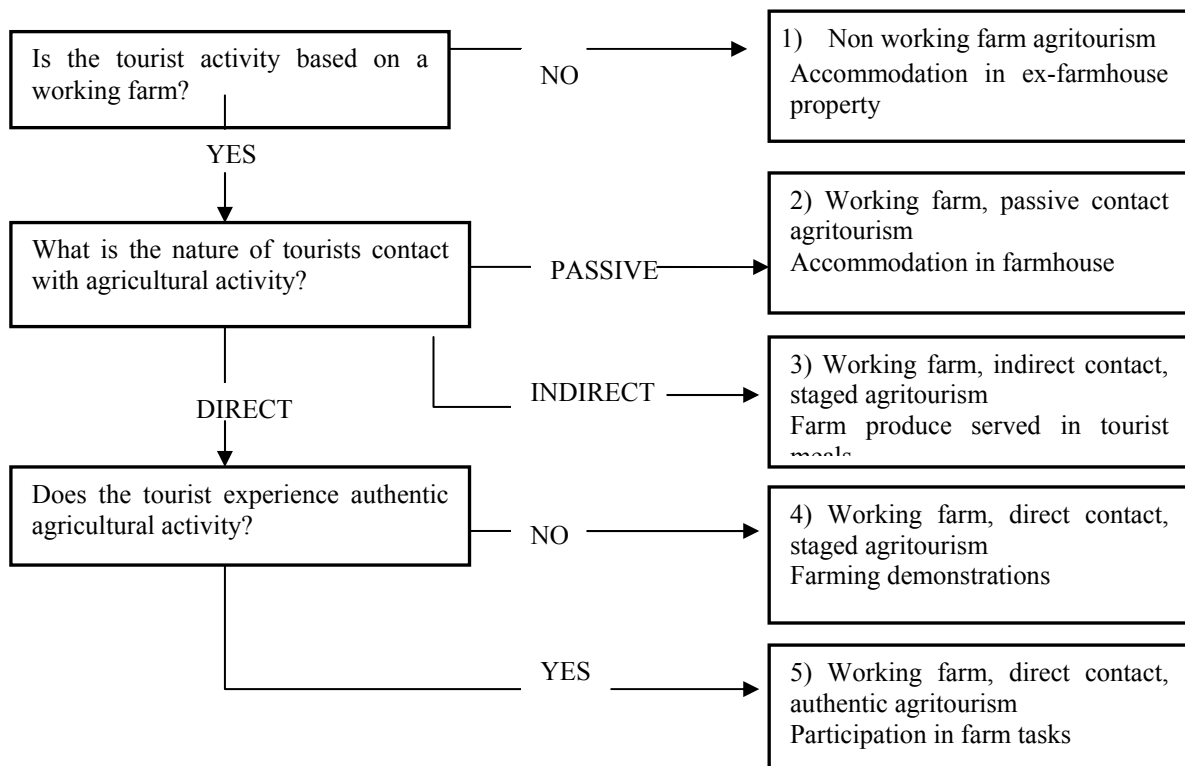 Is the tourist activity based on a
working farm?
NO
1) Non working farm agritourism
Accommodation in ex-farmhouse
property
YES
What is the nature of tourists contact
with agricultural activity?
PASSIVE
2) Working farm, passive contact
agritourism
Accommodation in farmhouse
INDIRECT
3) Working farm, indirect contact,
staged agritourism
Farm produce served in tourist
meals
DIRECT
Does the tourist experience authentic
agricultural activity?
NO
4) Working farm, direct contact,
staged agritourism
Farming demonstrations
YES
5) Working farm, direct contact,
authentic agritourism
Participation in farm tasks